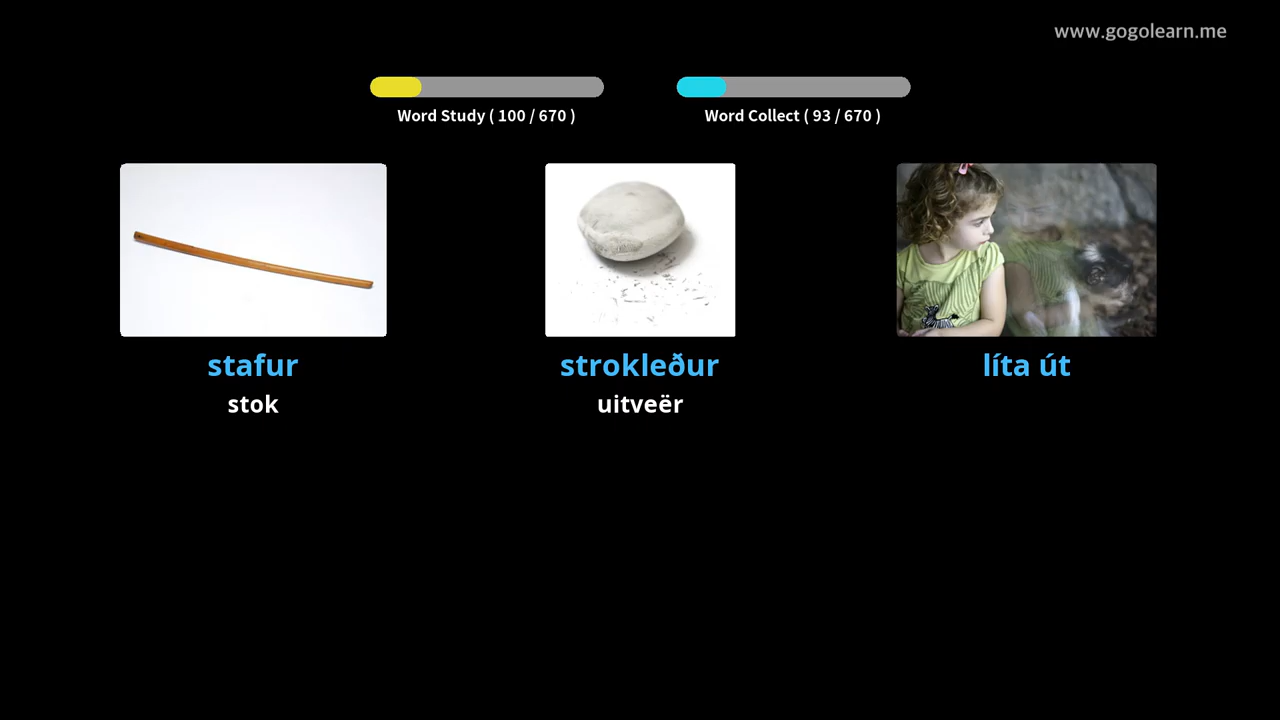 www.gogolearn.me
Word Study ( 100 / 670 )
Word Collect ( 93 / 670 )
stafur
strokleður
líta út
stok
uitveër